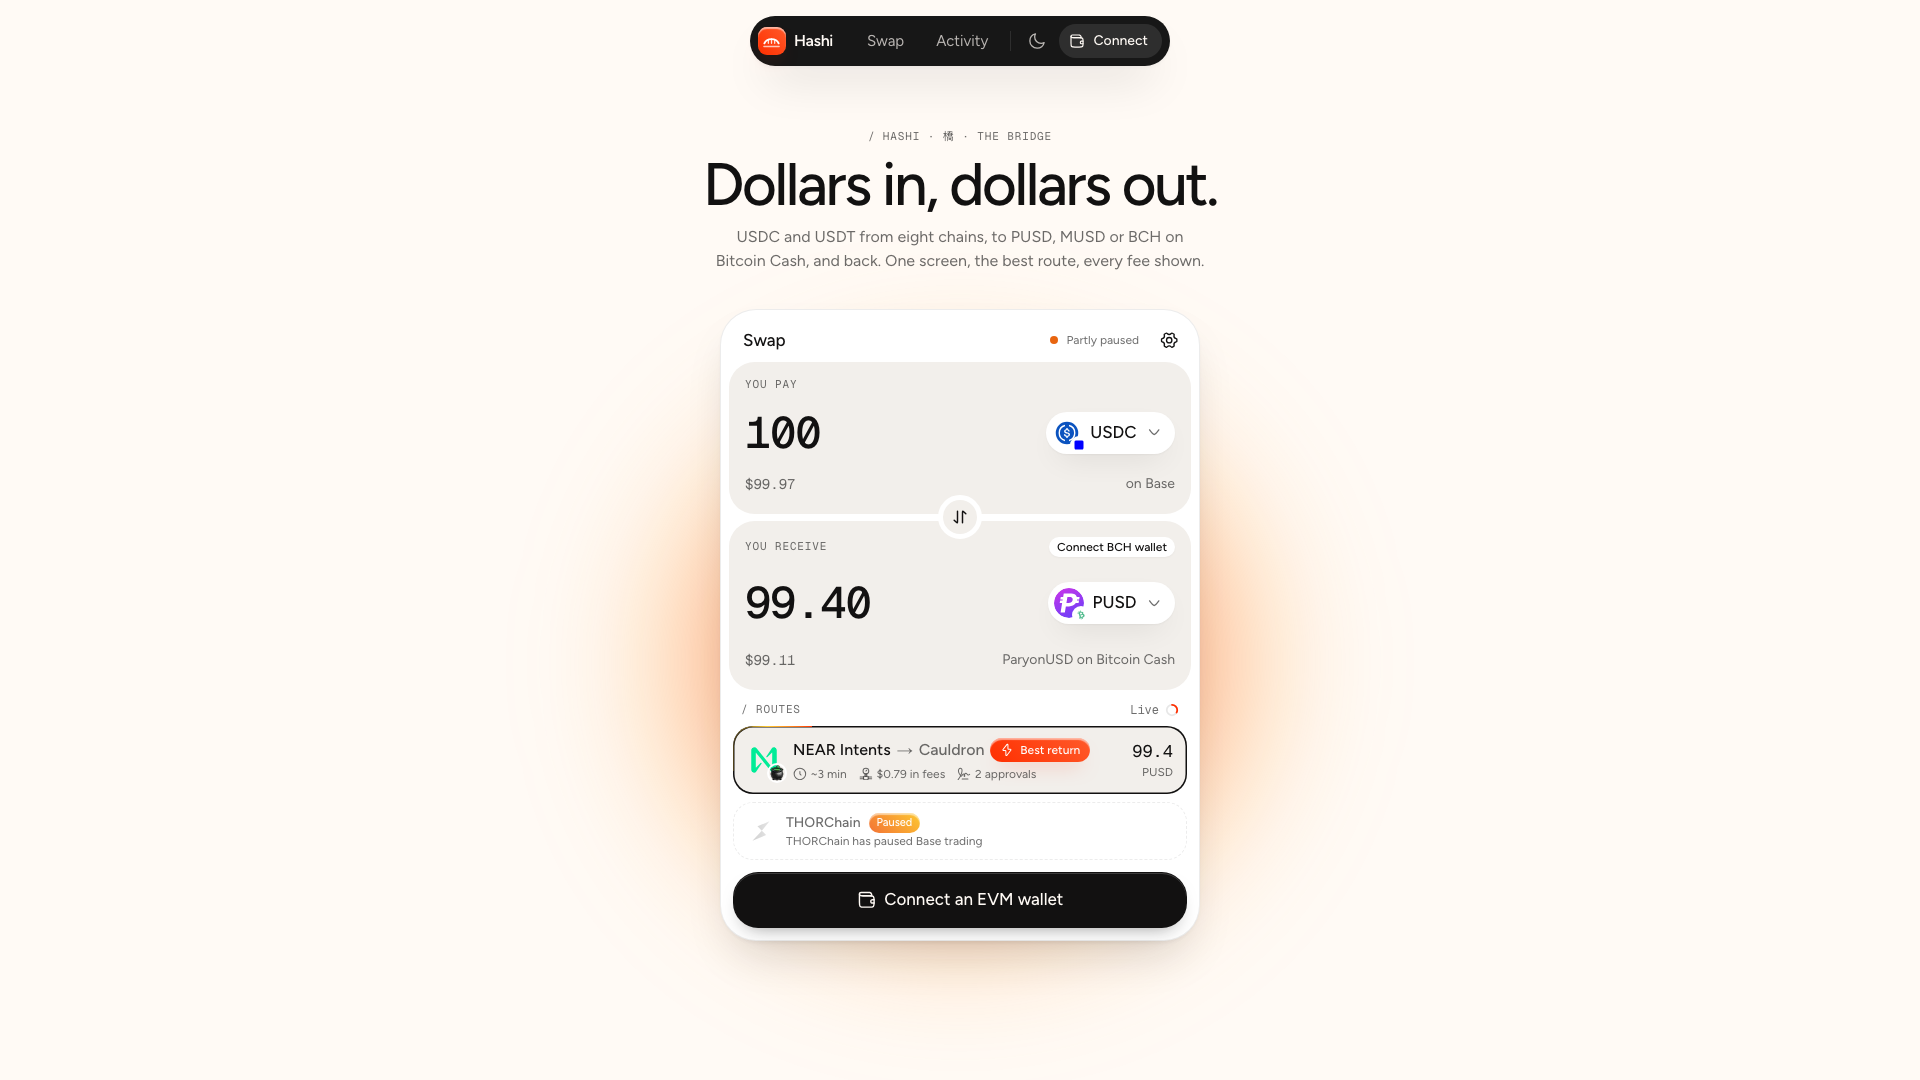 Hashi Swap Activity Connect
/ HASHI · 橋 · THE BRIDGE
Dollars in, dollars out.
USDC and USDT from eight chains, to PUSD, MUSD or BCH on
Bitcoin Cash, and back. One screen, the best route, every fee shown.
Swap Partly paused
YOU PAY
100 USDC
$99.97 on Base
YOU RECEIVE Connect BCH wallet
99.40 PUSD
$99.11 ParyonUSD on Bitcoin Cash
/ ROUTES Live
NEAR Intents → Cauldron Best return 99.4
~3 min $0.79 in fees 2 approvals PUSD
THORChain Paused
THORChain has paused Base trading
Connect an EVM wallet